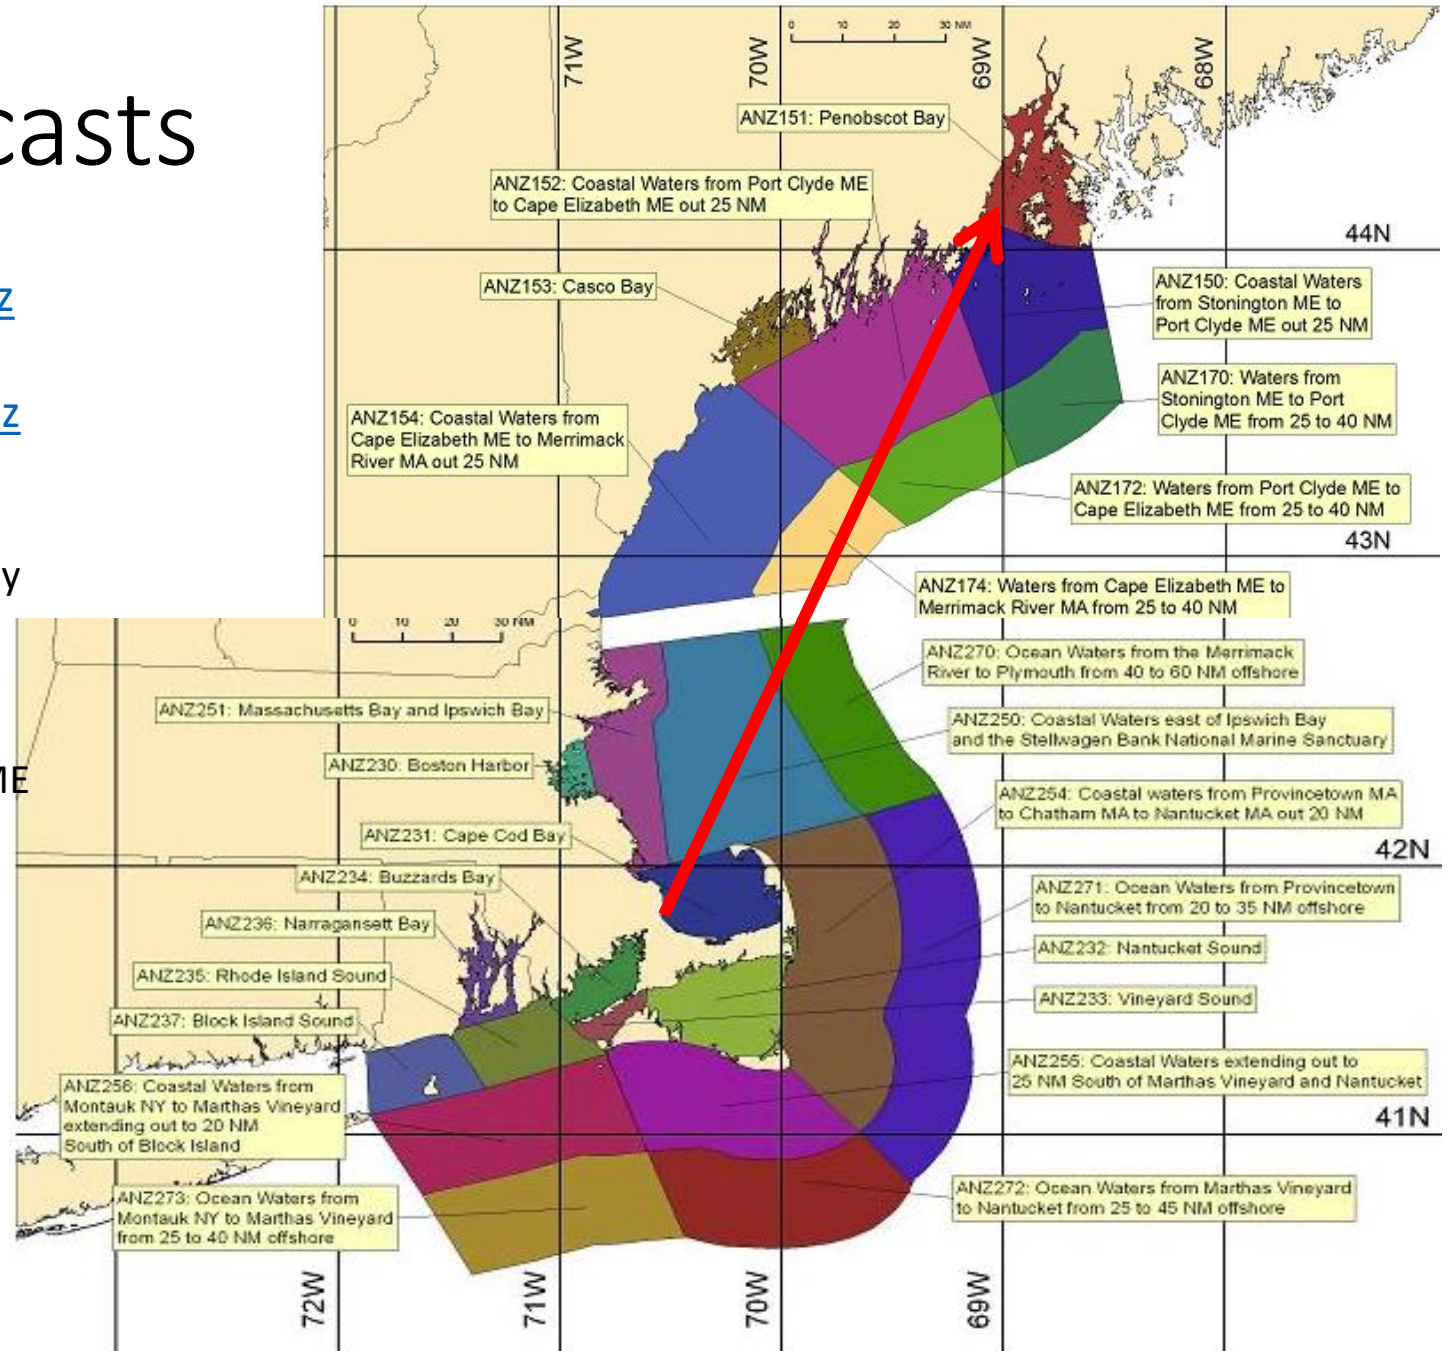 casts
z
z
y
ME
0 10 20 30 NM
71W
70W
69W
68W
ANZ151: Penobscot Bay
ANZ152: Coastal Waters from Port Clyde ME
to Cape Elizabeth ME out 25 NM
44N
ANZ153: Casco Bay
ANZ150: Coastal Waters
from Stonington ME to
Port Clyde ME out 25 NM
ANZ170: Waters from
Stonington ME to Port
Clyde ME from 25 to 40 NM
ANZ154: Coastal Waters from
Cape Elizabeth ME to Merrimack
River MA out 25 NM
ANZ172: Waters from Port Clyde ME to
Cape Elizabeth ME from 25 to 40 NM
43N
ANZ174: Waters from Cape Elizabeth ME to
Merrimack River MA from 25 to 40 NM
0 10 20 30 NM
ANZ270: Ocean Waters from the Merrimack
River to Plymouth from 40 to 60 NM offshore
ANZ251: Massachusetts Bay and Ipswich Bay
ANZ250: Coastal Waters east of Ipswich Bay
and the Stellwagen Bank National Marine Sanctuary
ANZ230: Boston Harbor
ANZ254: Coastal waters from Provincetown MA
to Chatham MA to Nantucket MA out 20 NM
ANZ231: Cape Cod Bay
42N
ANZ234: Buzzards Bay
ANZ271: Ocean Waters from Provincetown
to Nantucket from 20 to 35 NM offshore
ANZ236: Narragansett Bay
ANZ232: Nantucket Sound
ANZ235: Rhode Island Sound
ANZ233: Vineyard Sound
ANZ237: Block Island Sound
ANZ255: Coastal Waters extending out to
25 NM South of Marthas Vineyard and Nantucket
ANZ256: Coastal Waters from
Montauk NY to Marthas Vineyard
extending out to 20 NM
South of Block Island
41N
ANZ273: Ocean Waters from
Montauk NY to Marthas Vineyard
from 25 to 40 NM offshore
ANZ272: Ocean Waters from Marthas Vineyard
to Nantucket from 25 to 45 NM offshore
72W
71W
70W
69W